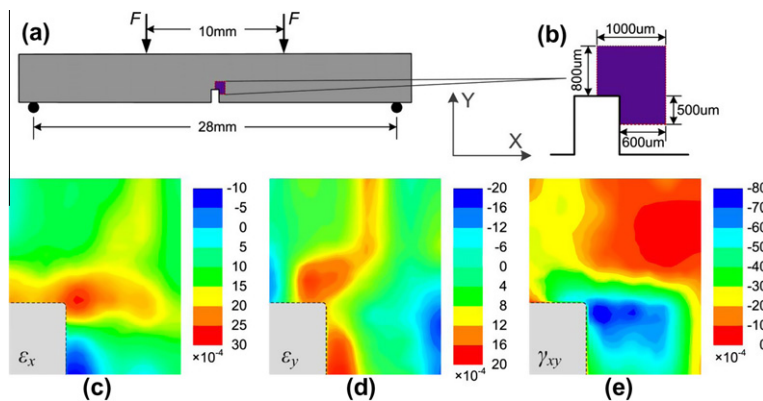 (a)
F
F
10mm
28mm
Y
X
(b)
1000um
800um
500um
600um
εx
-10
-5
0
5
10
15
20
25
30
×10⁻⁴
(c)
εy
-20
-12
-6
0
4
8
12
16
20
×10⁻⁴
(d)
γxy
-80
-70
-60
-50
-40
-30
-20
-10
0
×10⁻⁴
(e)